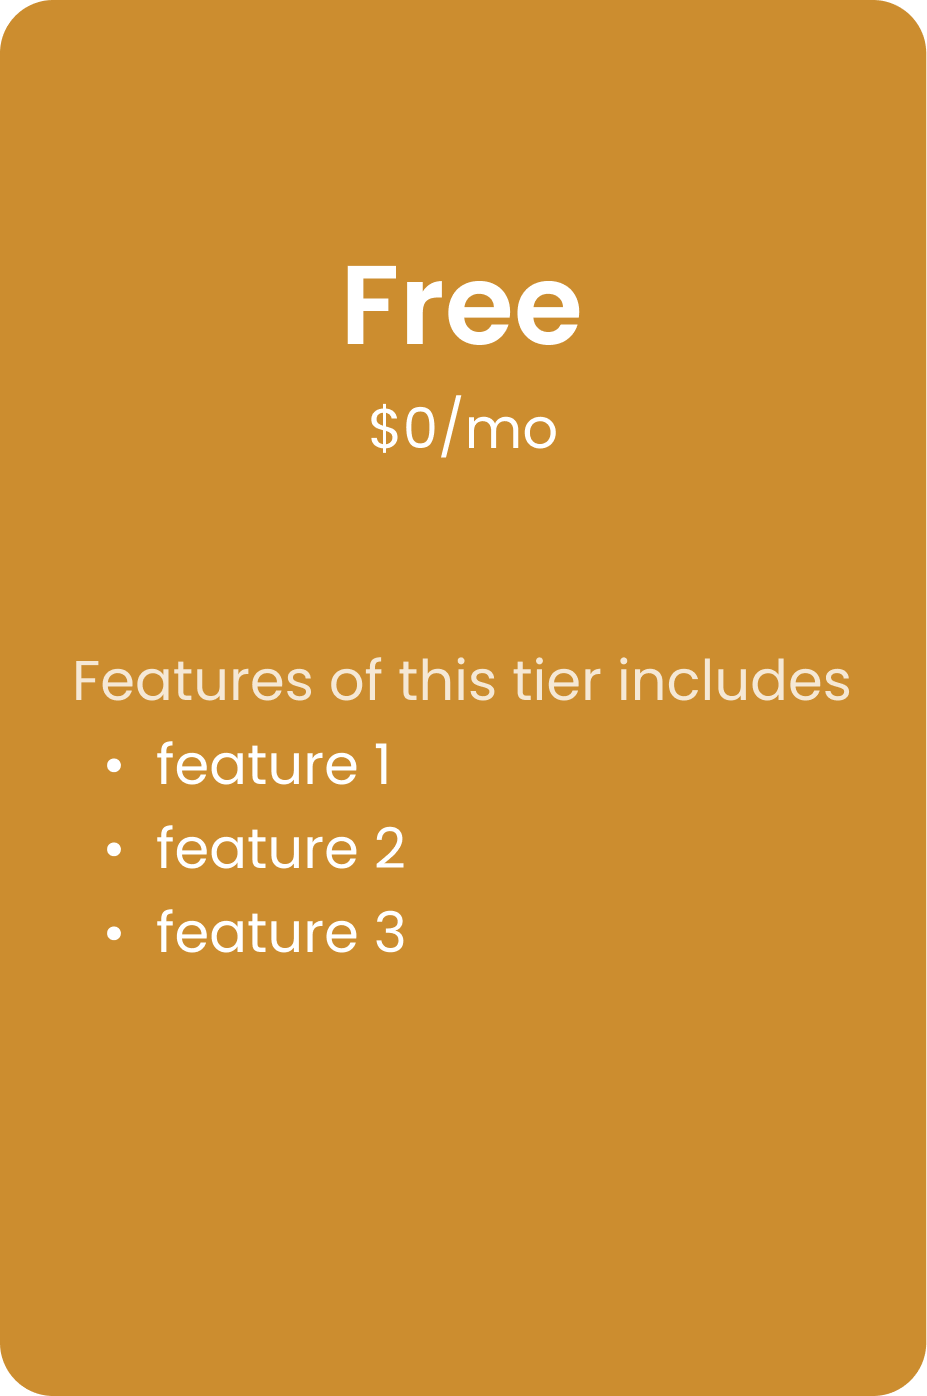 Free
$0/mo
Features of this tier includes
• feature 1
• feature 2
• feature 3